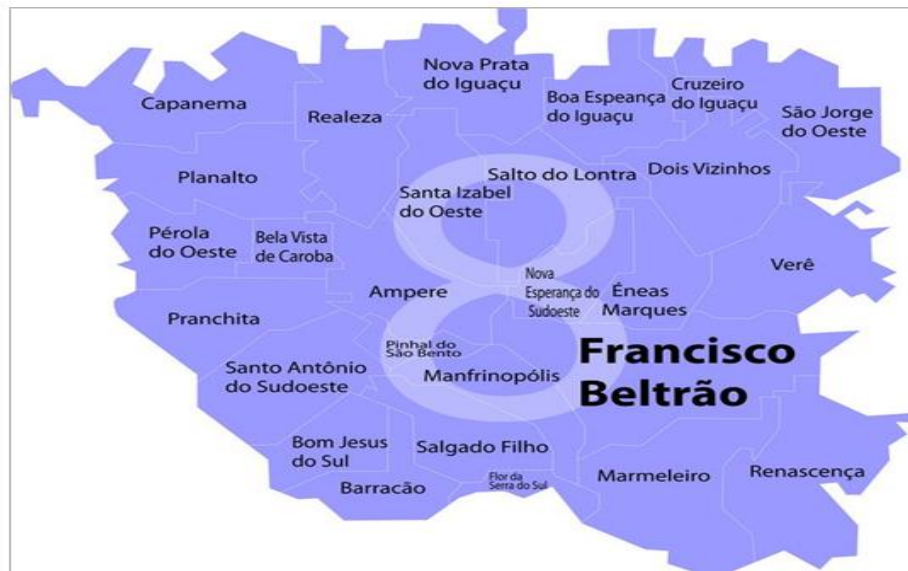 Nova Prata
do Iguaçu
Cruzeiro
do Iguaçu
Capanema
Realeza
Boa Espeança
do Iguaçu
São Jorge
do Oeste
Planalto
Santa Izabel
do Oeste
Salto do Lontra
Dois Vizinhos
Pérola
do Oeste
Bela Vista
de Caroba
Verê
Ampere
Nova
Esperança do
Sudoeste
Éneas
Marques
Pranchita
Pinhal do
São Bento
Santo Antônio
do Sudoeste
Manfrinopólis
Francisco
Beltrão
8
Bom Jesus
do Sul
Salgado Filho
Barracão
Flor da
Serra do Sul
Marmeleiro
Renascença